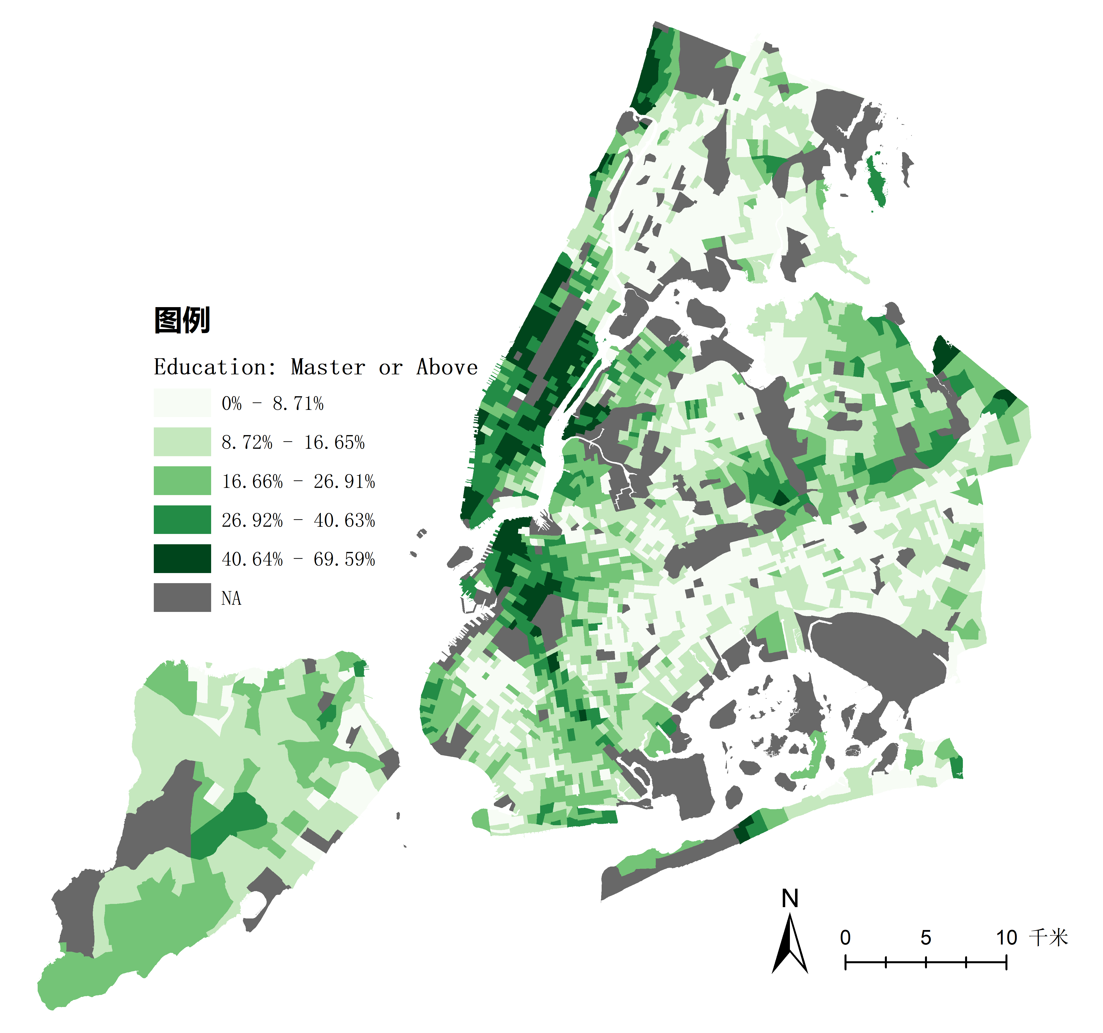 图例
Education: Master or Above
0% - 8.71%
8.72% - 16.65%
16.66% - 26.91%
26.92% - 40.63%
40.64% - 69.59%
NA
N
0 5 10 千米